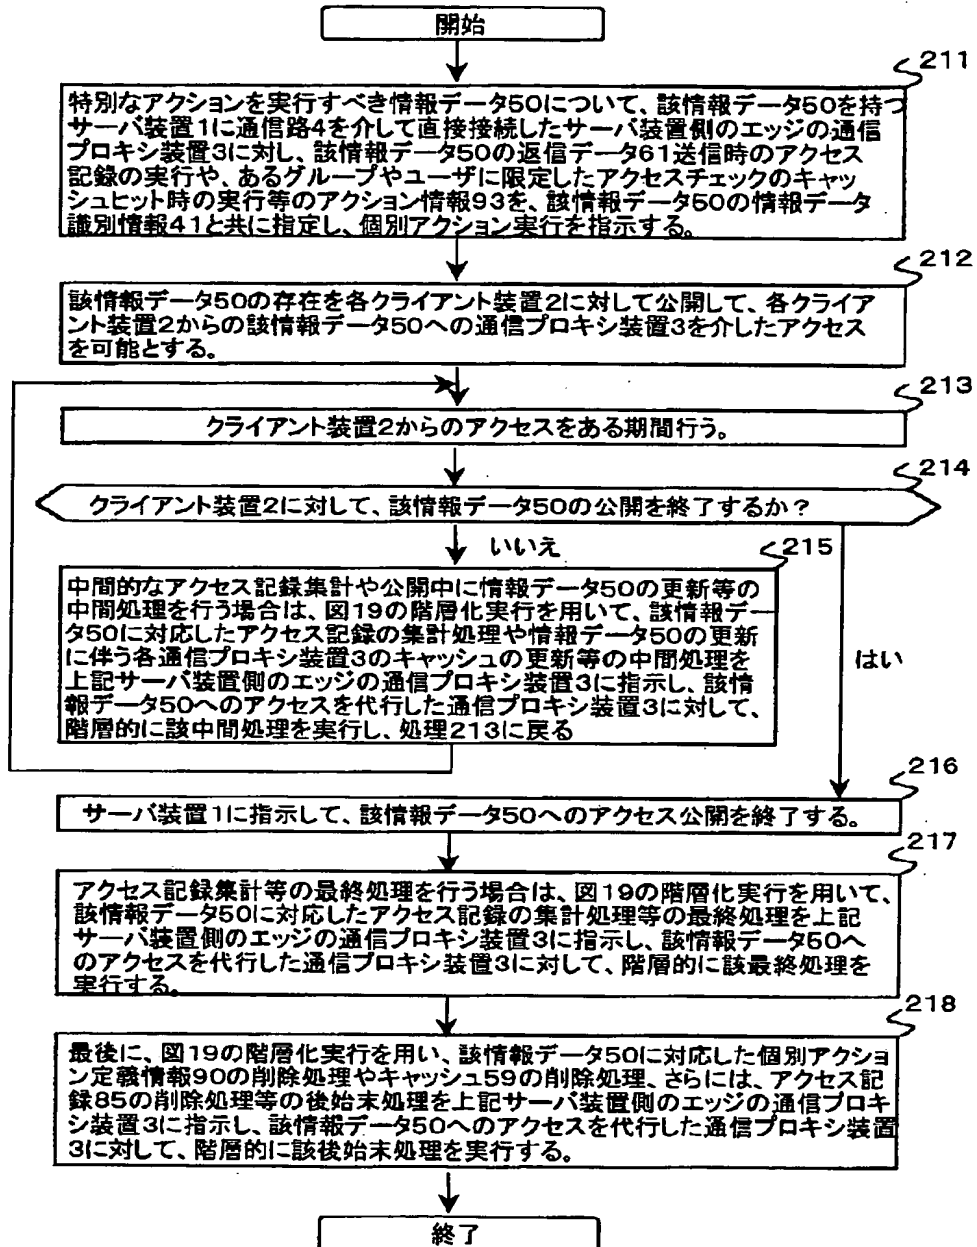 開始
211
特別なアクションを実行すべき情報データ50について、該情報データ50を持つ
サーバ装置1に通信路4を介して直接接続したサーバ装置側のエッジの通信
プロキシ装置3に対し、該情報データ50の返信データ61送信時のアクセス
記録の実行や、あるグループやユーザに限定したアクセスチェックのキャッ
シュヒット時の実行等のアクション情報93を、該情報データ50の情報データ
識別情報41と共に指定し、個別アクション実行を指示する。
212
該情報データ50の存在を各クライアント装置2に対して公開して、各クライア
ント装置2からの該情報データ50への通信プロキシ装置3を介したアクセス
を可能とする。
213
クライアント装置2からのアクセスをある期間行う。
214
クライアント装置2に対して、該情報データ50の公開を終了するか?
いいえ
215
中間的なアクセス記録集計や公開中に情報データ50の更新等の
中間処理を行う場合は、図19の階層化実行を用いて、該情報デー
タ50に対応したアクセス記録の集計処理や情報データ50の更新
に伴う各通信プロキシ装置3のキャッシュの更新等の中間処理を
上記サーバ装置側のエッジの通信プロキシ装置3に指示し、該情
報データ50へのアクセスを代行した通信プロキシ装置3に対して、
階層的に該中間処理を実行し、処理213に戻る
はい
216
サーバ装置1に指示して、該情報データ50へのアクセス公開を終了する。
217
アクセス記録集計等の最終処理を行う場合は、図19の階層化実行を用いて、
該情報データ50に対応したアクセス記録の集計処理等の最終処理を上記
サーバ装置側のエッジの通信プロキシ装置3に指示し、該情報データ50へ
のアクセスを代行した通信プロキシ装置3に対して、階層的に該最終処理を
実行する。
218
最後に、図19の階層化実行を用い、該情報データ50に対応した個別アクショ
ン定義情報90の削除処理やキャッシュ59の削除処理、さらには、アクセス記
録85の削除処理等の後始末処理を上記サーバ装置側のエッジの通信プロキ
シ装置3に指示し、該情報データ50へのアクセスを代行した通信プロキシ装置
3に対して、階層的に該後始末処理を実行する。
終了